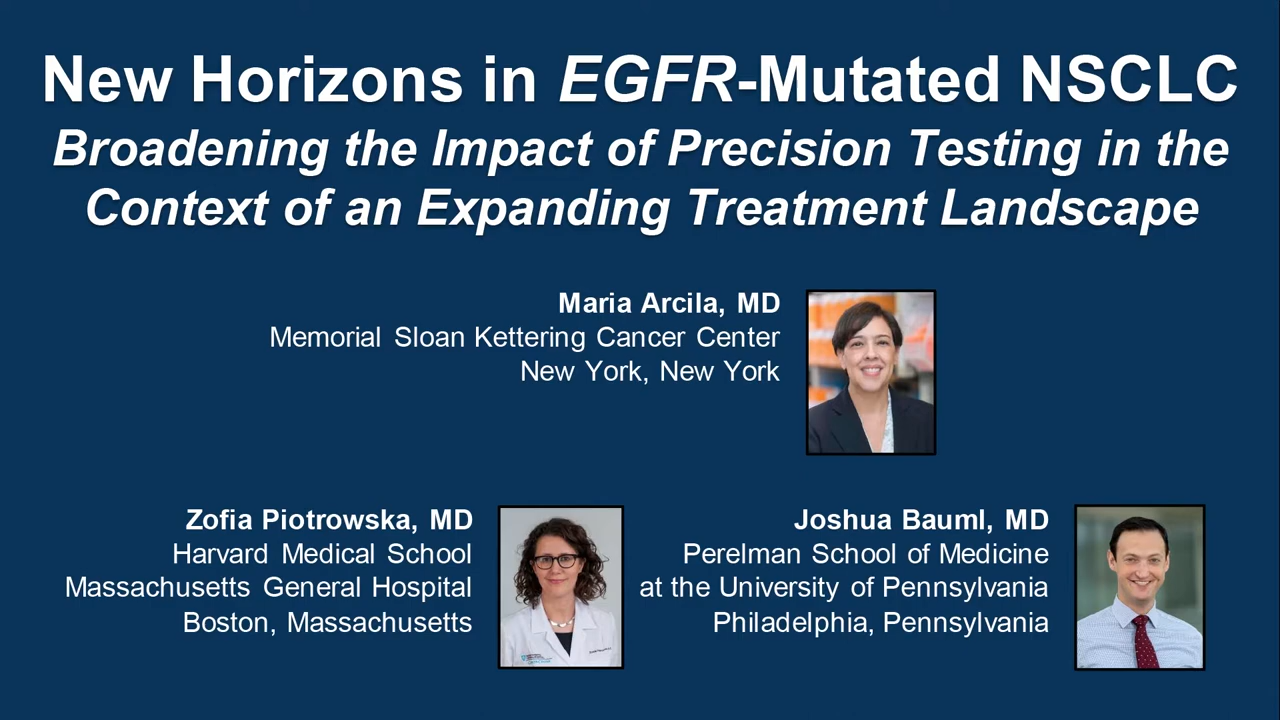 New Horizons in EGFR-Mutated NSCLC
Broadening the Impact of Precision Testing in the
Context of an Expanding Treatment Landscape
Maria Arcila, MD
Memorial Sloan Kettering Cancer Center
New York, New York
Zofia Piotrowska, MD
Harvard Medical School
Massachusetts General Hospital
Boston, Massachusetts
Joshua Bauml, MD
Perelman School of Medicine
at the University of Pennsylvania
Philadelphia, Pennsylvania